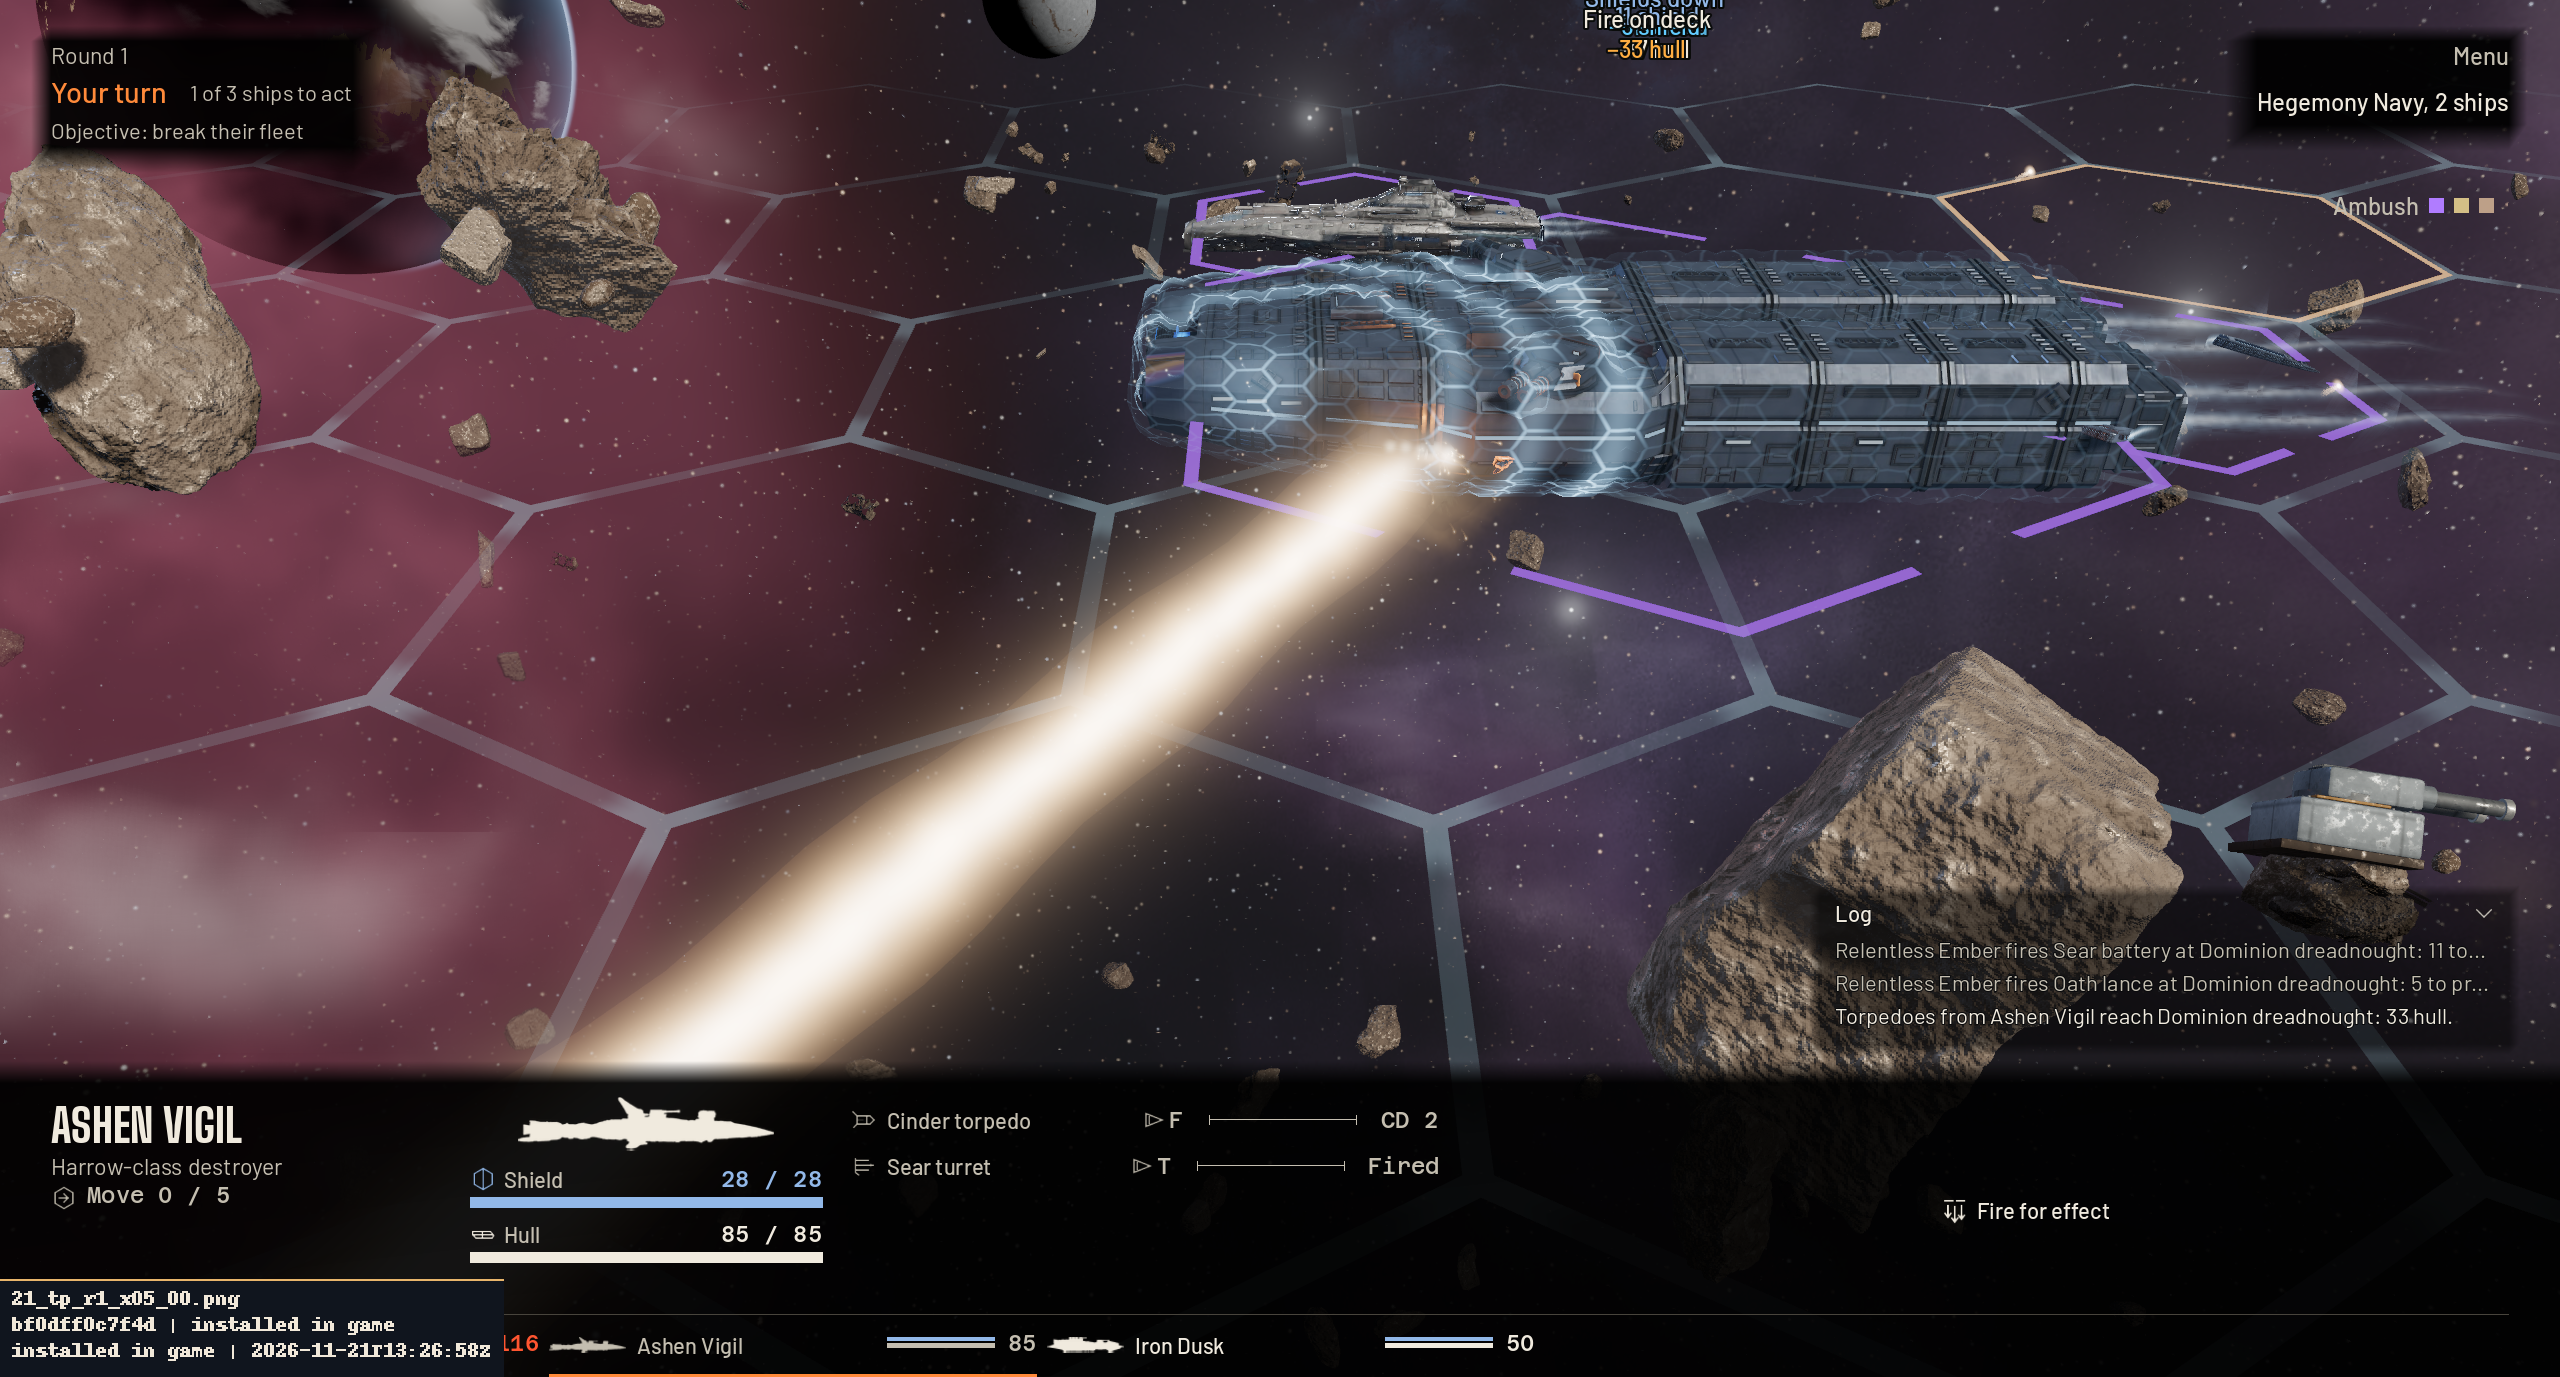 Round 1
Your turn 1 of 3 ships to act
Objective: break their fleet
Fire on deck
-33 hull
Menu
Hegemony Navy, 2 ships
Ambush
Log
Relentless Ember fires Sear battery at Dominion dreadnought: 11 to...
Relentless Ember fires Oath lance at Dominion dreadnought: 5 to pr...
Torpedoes from Ashen Vigil reach Dominion dreadnought: 33 hull.
ASHEN VIGIL
Harrow-class destroyer
Move 0 / 5
Shield 28 / 28
Hull 85 / 85
Cinder torpedo F CD 2
Sear turret T Fired
Fire for effect
21_tp_r1_x05_00.png
bf0dff0c7f4d | installed in game
installed in game | 2026-11-21r13:26:58z
116 Ashen Vigil 85 Iron Dusk 50